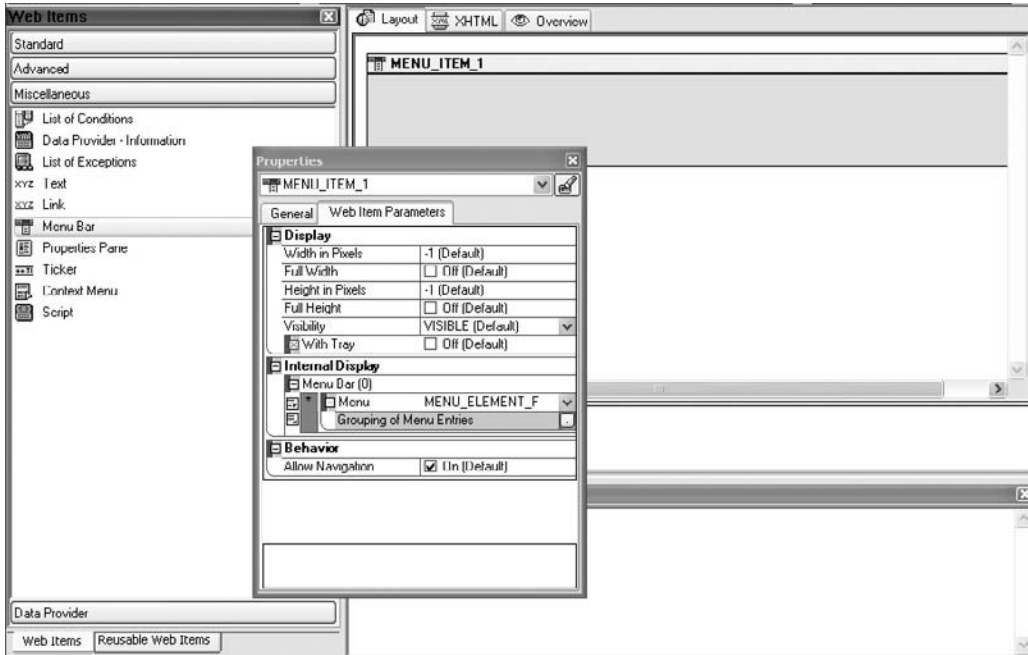 Web Items
Standard
Advanced
Miscellaneous
List of Conditions
Data Provider - Information
List of Exceptions
Text
Link
Menu Bar
Properties Pane
Ticker
Context Menu
Script
Data Provider
Web Items Reusable Web Items
Layout XHTML Overview
MENU_ITEM_1
Properties
MENU_ITEM_1
General Web Item Parameters
Display
Width in Pixels -1 (Default)
Full Width Off (Default)
Height in Pixels -1 (Default)
Full Height Off (Default)
Visibility VISIBLE (Default)
With Tray Off (Default)
Internal Display
Menu Bar (0)
* Menu MENU_ELEMENT_F
Grouping of Menu Entries
Behavior
Allow Navigation On (Default)